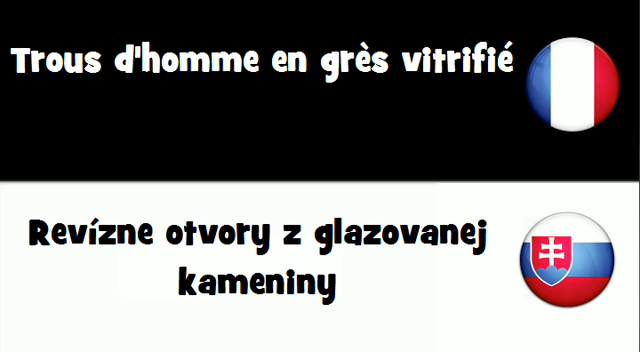 Trous d'homme en grès vitrifié
Revízne otvory z glazovanej
kameniny